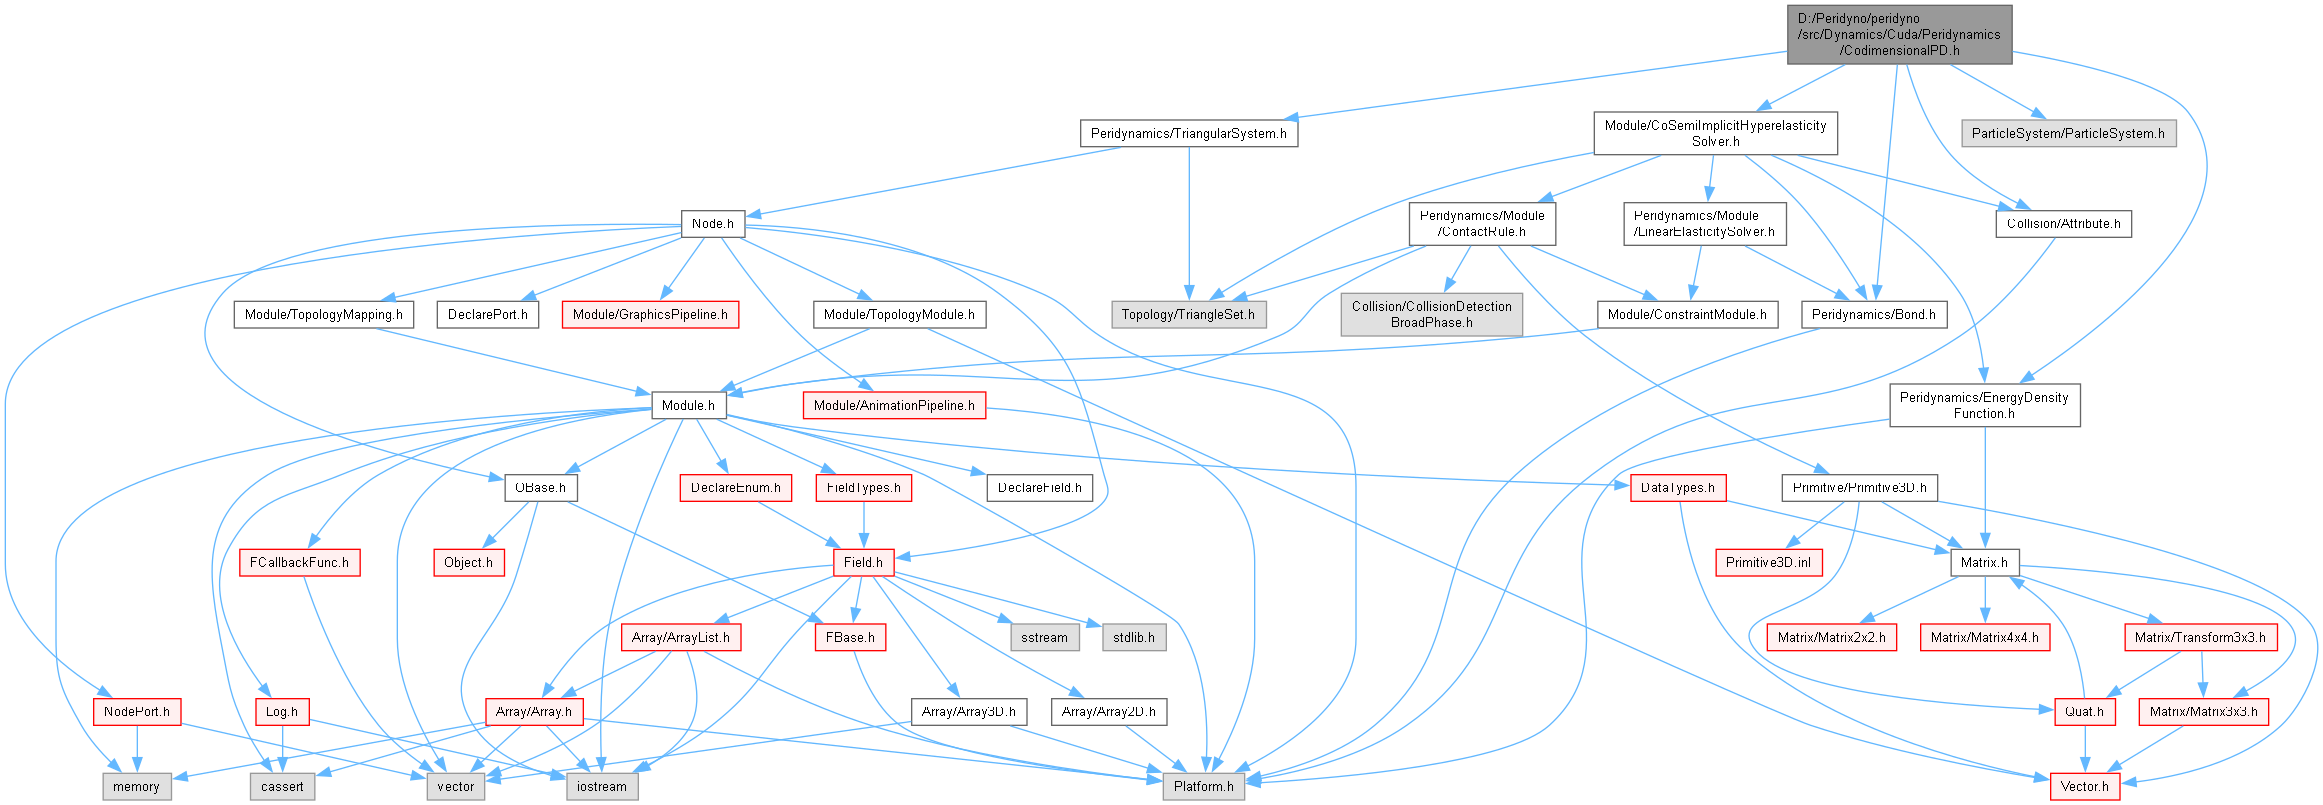 D:/Peridyno/peridyno
/src/Dynamics/Cuda/Peridynamics
/CodimensionalPD.h
Peridynamics/TriangularSystem.h
Module/CoSemiImplicitHyperelasticity
Solver.h
ParticleSystem/ParticleSystem.h
Node.h
Peridynamics/Module
/ContactRule.h
Peridynamics/Module
/LinearElasticitySolver.h
Collision/Attribute.h
Module/TopologyMapping.h
DeclarePort.h
Module/GraphicsPipeline.h
Module/TopologyModule.h
Topology/TriangleSet.h
Collision/CollisionDetection
BroadPhase.h
Module/ConstraintModule.h
Peridynamics/Bond.h
Module.h
Module/AnimationPipeline.h
Peridynamics/EnergyDensity
Function.h
OBase.h
DeclareEnum.h
FieldTypes.h
DeclareField.h
DataTypes.h
Primitive/Primitive3D.h
FCallbackFunc.h
Object.h
Field.h
Primitive3D.inl
Matrix.h
Array/ArrayList.h
FBase.h
sstream
stdlib.h
Matrix/Matrix2x2.h
Matrix/Matrix4x4.h
Matrix/Transform3x3.h
NodePort.h
Log.h
Array/Array.h
Array/Array3D.h
Array/Array2D.h
Quat.h
Matrix/Matrix3x3.h
memory
cassert
vector
iostream
Platform.h
Vector.h